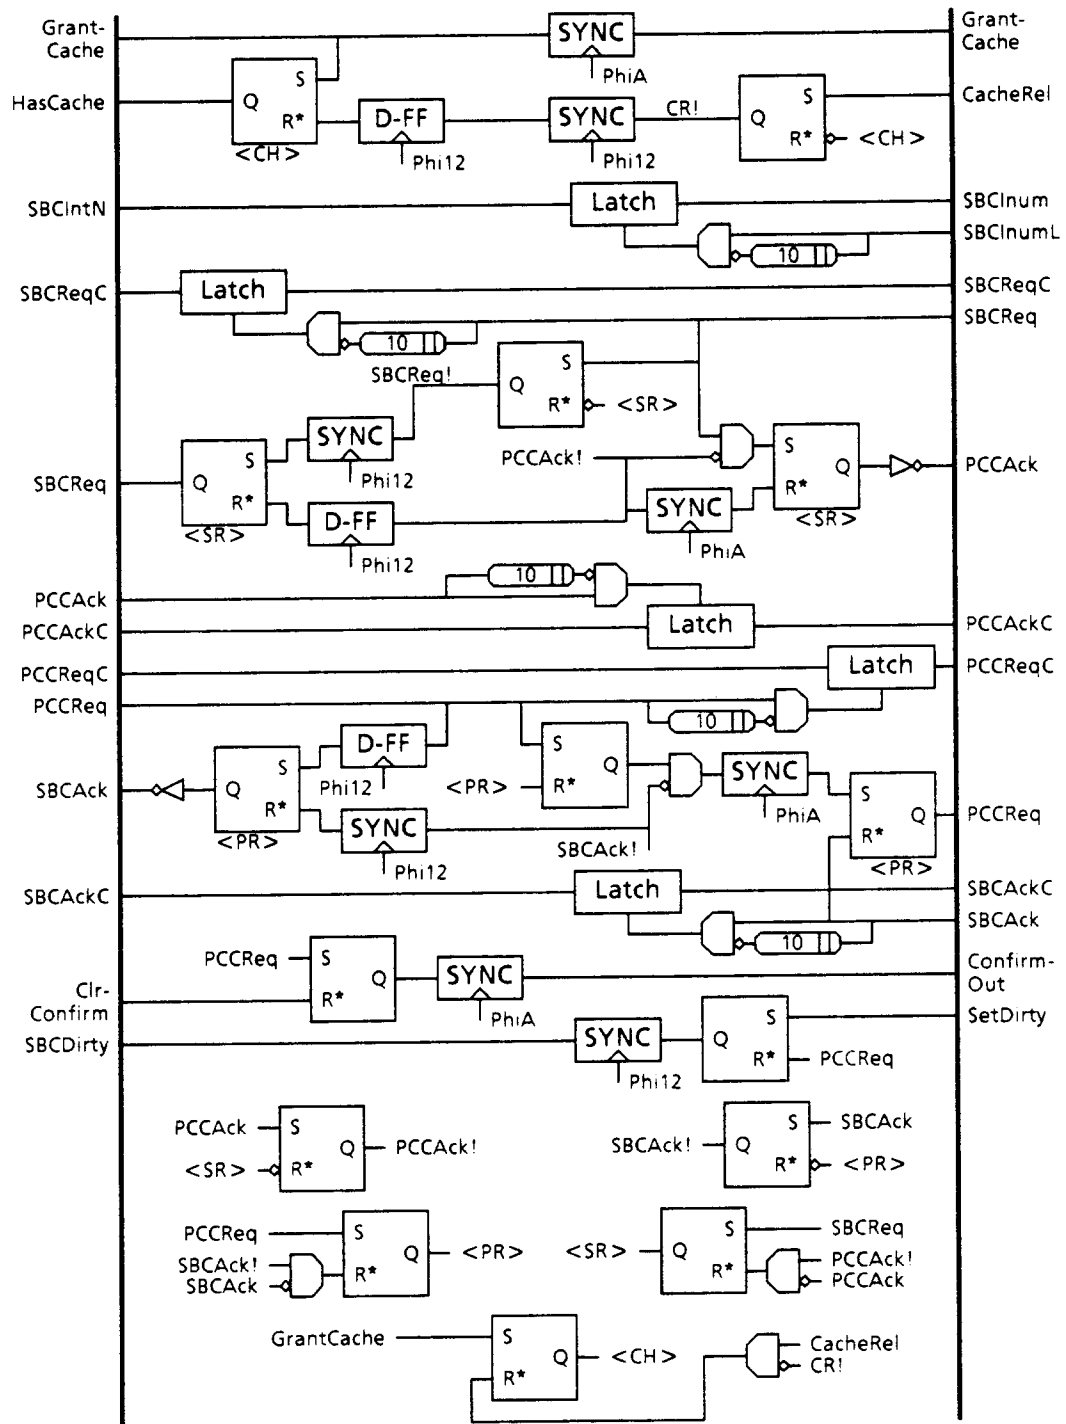 Grant-
Cache
SYNC
PhiA
Grant-
Cache
HasCache
Q
S
R*
<CH>
D-FF
Phi12
SYNC
Phi12
CR!
Q
S
R*
<CH>
CacheRel
SBCIntN
Latch
SBCInum
SBCInumL
10
SBCReqC
Latch
SBCReqC
SBCReq
10
SBCReq!
Q
S
R*
<SR>
SBCReq
Q
S
R*
<SR>
SYNC
Phi12
D-FF
Phi12
PCCAck!
SYNC
PhiA
S
R*
Q
<SR>
PCCAck
PCCAck
10
PCCAckC
Latch
PCCAckC
PCCReqC
Latch
PCCReqC
PCCReq
10
D-FF
Phi12
SBCAck
Q
S
R*
<PR>
SYNC
Phi12
S
R*
Q
<PR>
SBCAck!
SYNC
PhiA
S
R*
Q
<PR>
PCCReq
SBCAckC
Latch
SBCAckC
SBCAck
10
PCCReq
S
R*
Q
Clr-
Confirm
SYNC
PhiA
Confirm-
Out
SBCDirty
SYNC
Phi12
Q
S
R*
PCCReq
SetDirty
PCCAck
<SR>
S
R*
Q
PCCAck!
SBCAck!
Q
S
R*
SBCAck
<PR>
PCCReq
SBCAck!
SBCAck
S
R*
Q
<PR>
<SR>
Q
S
R*
SBCReq
PCCAck!
PCCAck
GrantCache
S
R*
Q
<CH>
CacheRel
CR!